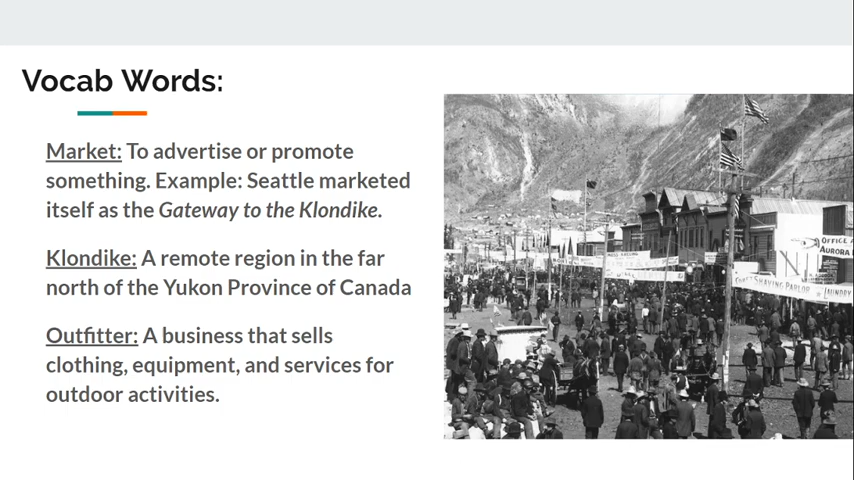 Vocab Words:
Market: To advertise or promote
something. Example: Seattle marketed
itself as the Gateway to the Klondike.
Klondike: A remote region in the far
north of the Yukon Province of Canada
Outfitter: A business that sells
clothing, equipment, and services for
outdoor activities.
OFFICE
AURORA
SHAVING PARLOR
LAUNDRY